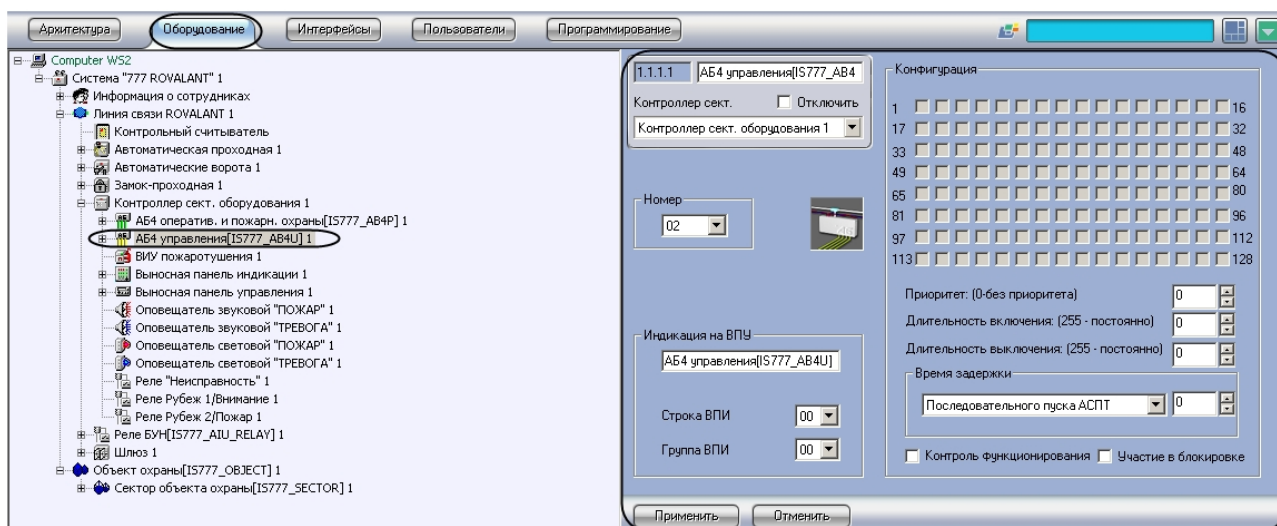 Архитектура Оборудование Интерфейсы Пользователи Программирование
Computer WS2
Система "777 ROVALANT" 1
Информация о сотрудниках
Линия связи ROVALANT 1
Контрольный считыватель
Автоматическая проходная 1
Автоматические ворота 1
Замок-проходная 1
Контроллер сект. оборудования 1
АБ4 оператив. и пожарн. охраны[IS777_AB4P] 1
АБ4 управления[IS777_AB4U] 1
ВИУ пожаротушения 1
Выносная панель индикации 1
Выносная панель управления 1
Оповещатель звуковой "ПОЖАР" 1
Оповещатель звуковой "ТРЕВОГА" 1
Оповещатель световой "ПОЖАР" 1
Оповещатель световой "ТРЕВОГА" 1
Реле "Неисправность" 1
Реле Рубеж 1/Внимание 1
Реле Рубеж 2/Пожар 1
Реле БУН[IS777_AIU_RELAY] 1
Шлюз 1
Объект охраны[IS777_OBJECT] 1
Сектор объекта охраны[IS777_SECTOR] 1
1.1.1.1 АБ4 управления[IS777_AB4
Контроллер сект. Отключить
Контроллер сект. оборудования 1
Номер
02
Индикация на ВПУ
АБ4 управления[IS777_AB4U]
Строка ВПИ 00
Группа ВПИ 00
Конфигурация
1 16
17 32
33 48
49 64
65 80
81 96
97 112
113 128
Приоритет: (0-без приоритета) 0
Длительность включения: (255 - постоянно) 0
Длительность выключения: (255 - постоянно) 0
Время задержки
Последовательного пуска АСПТ 0
Контроль функционирования Участие в блокировке
Применить Отменить